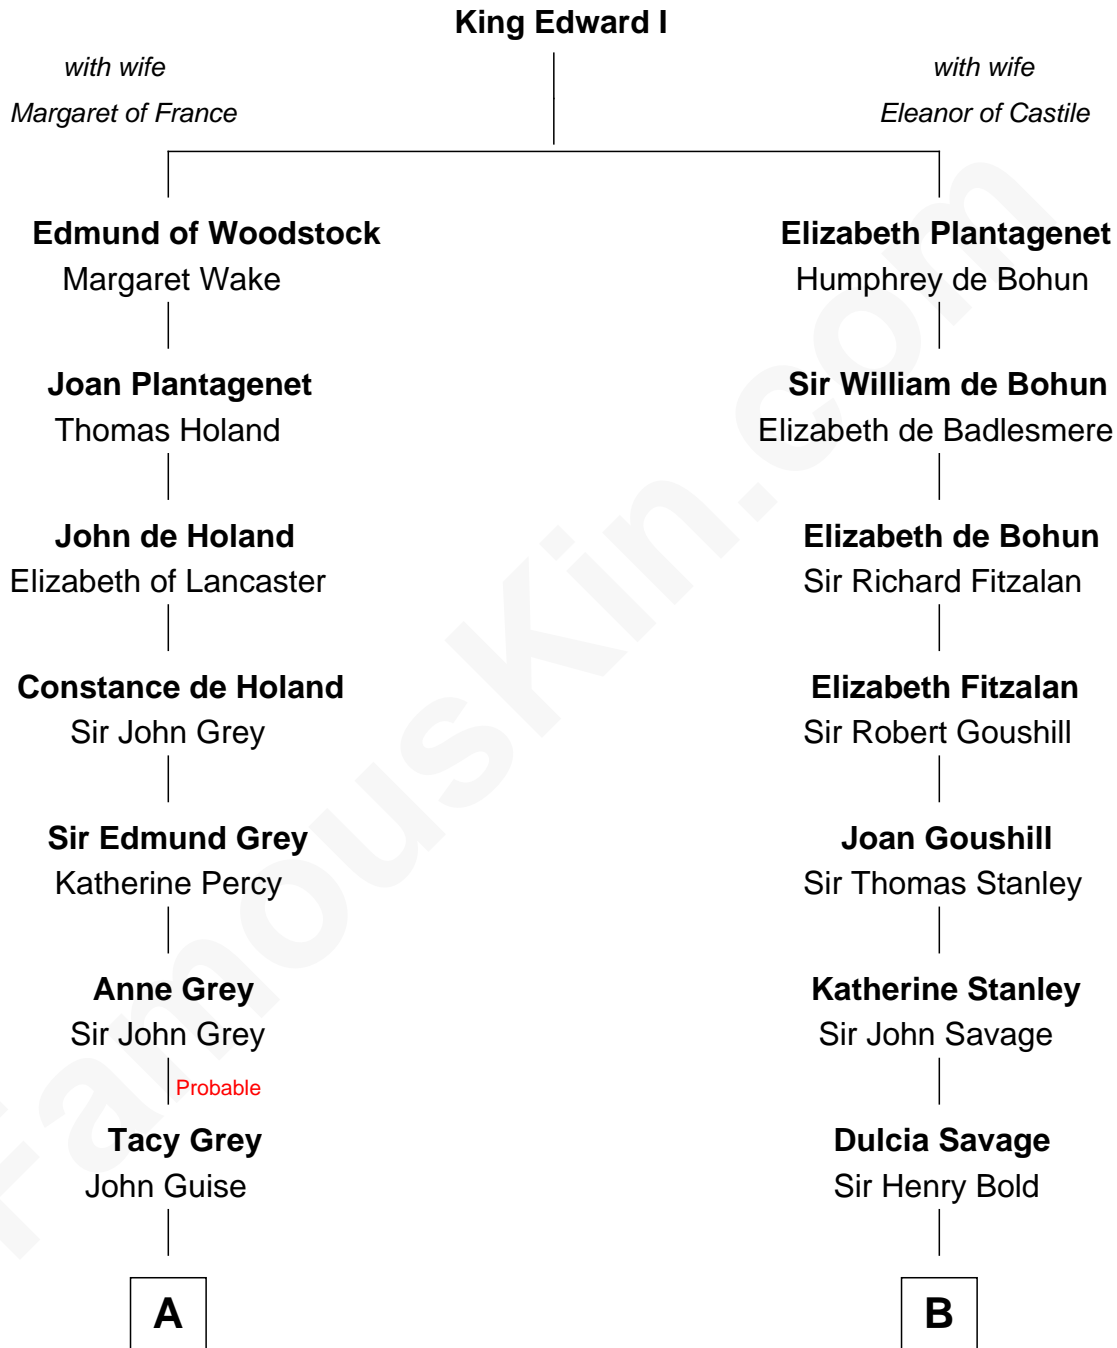 King Edward I
with wife
Margaret of France
with wife
Eleanor of Castile
Edmund of Woodstock
Margaret Wake
Elizabeth Plantagenet
Humphrey de Bohun
Joan Plantagenet
Thomas Holand
Sir William de Bohun
Elizabeth de Badlesmere
John de Holand
Elizabeth of Lancaster
Elizabeth de Bohun
Sir Richard Fitzalan
Constance de Holand
Sir John Grey
Elizabeth Fitzalan
Sir Robert Goushill
Sir Edmund Grey
Katherine Percy
Joan Goushill
Sir Thomas Stanley
Anne Grey
Sir John Grey
Katherine Stanley
Sir John Savage
Probable
Tacy Grey
John Guise
Dulcia Savage
Sir Henry Bold
A
B
FamousKin.com